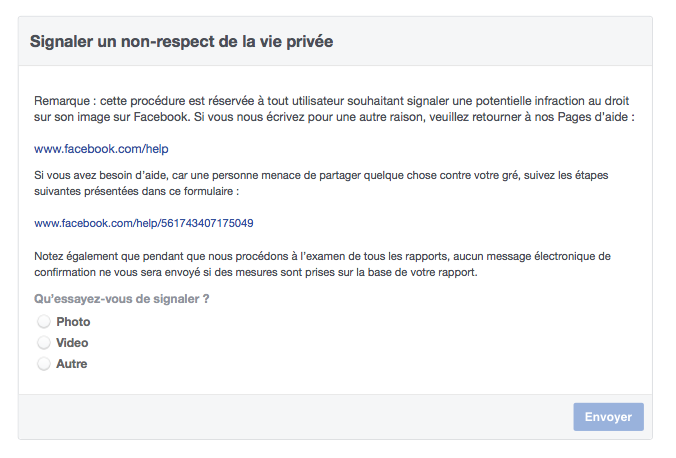 Signaler un non-respect de la vie privée
Remarque : cette procédure est réservée à tout utilisateur souhaitant signaler une potentielle infraction au droit
sur son image sur Facebook. Si vous nous écrivez pour une autre raison, veuillez retourner à nos Pages d'aide :
www.facebook.com/help
Si vous avez besoin d'aide, car une personne menace de partager quelque chose contre votre gré, suivez les étapes
suivantes présentées dans ce formulaire :
www.facebook.com/help/561743407175049
Notez également que pendant que nous procédons à l'examen de tous les rapports, aucun message électronique de
confirmation ne vous sera envoyé si des mesures sont prises sur la base de votre rapport.
Qu'essayez-vous de signaler ?
Photo
Video
Autre
Envoyer